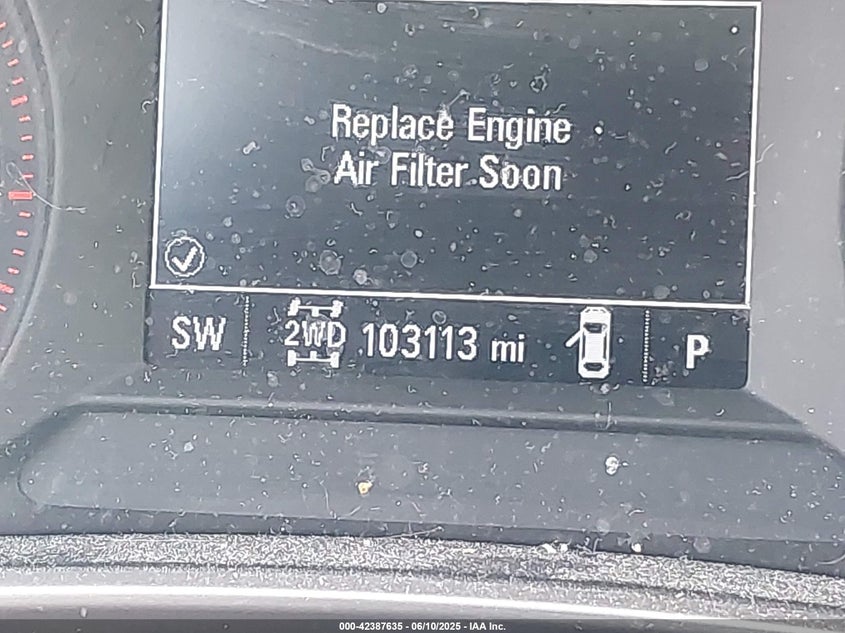 Replace Engine
Air Filter Soon
SW 2WD 103113 mi P
000-42387635 - 06/10/2025 - IAA Inc.